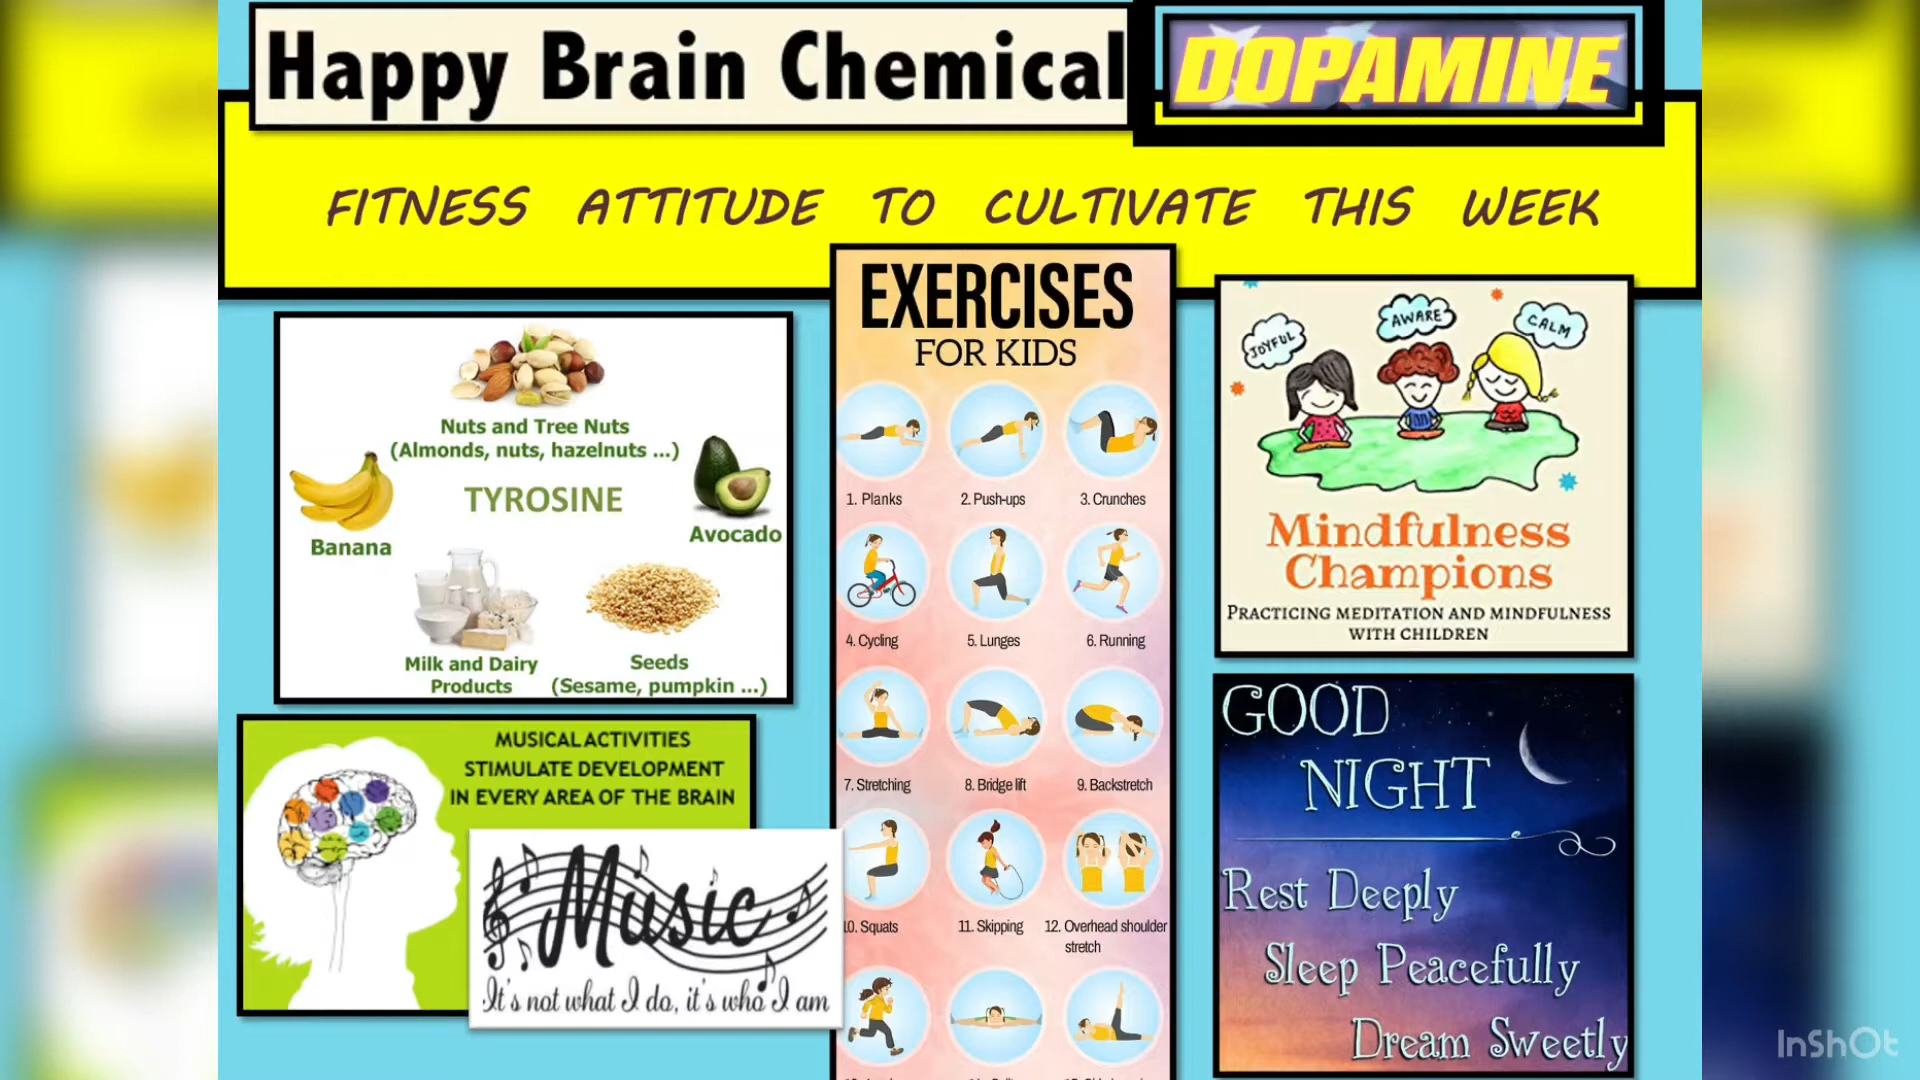 Happy Brain Chemical
DOPAMINE
FITNESS ATTITUDE TO CULTIVATE THIS WEEK
Nuts and Tree Nuts
(Almonds, nuts, hazelnuts ...)
TYROSINE
Banana
Avocado
Milk and Dairy
Products
Seeds
(Sesame, pumpkin ...)
MUSICAL ACTIVITIES
STIMULATE DEVELOPMENT
IN EVERY AREA OF THE BRAIN
Music
It's not what I do, it's who I am
EXERCISES
FOR KIDS
1. Planks
2. Push-ups
3. Crunches
4. Cycling
5. Lunges
6. Running
7. Stretching
8. Bridge lift
9. Backstretch
10. Squats
11. Skipping
12. Overhead shoulder
stretch
JOYFUL
AWARE
CALM
Mindfulness
Champions
PRACTICING MEDITATION AND MINDFULNESS
WITH CHILDREN
GOOD
NIGHT
Rest Deeply
Sleep Peacefully
Dream Sweetly
InShOt